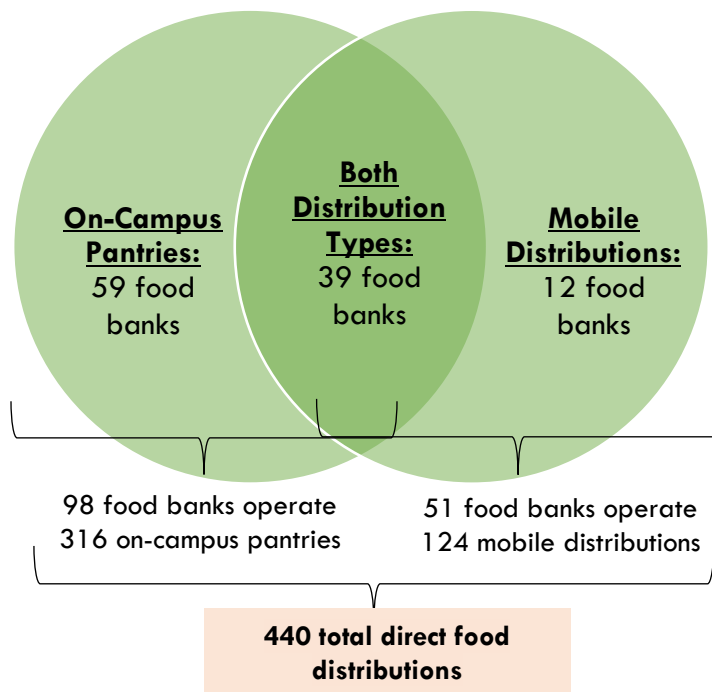 On-Campus
Pantries:
59 food
banks
Both
Distribution
Types:
39 food
banks
Mobile
Distributions:
12 food
banks
98 food banks operate
316 on-campus pantries
51 food banks operate
124 mobile distributions
440 total direct food
distributions